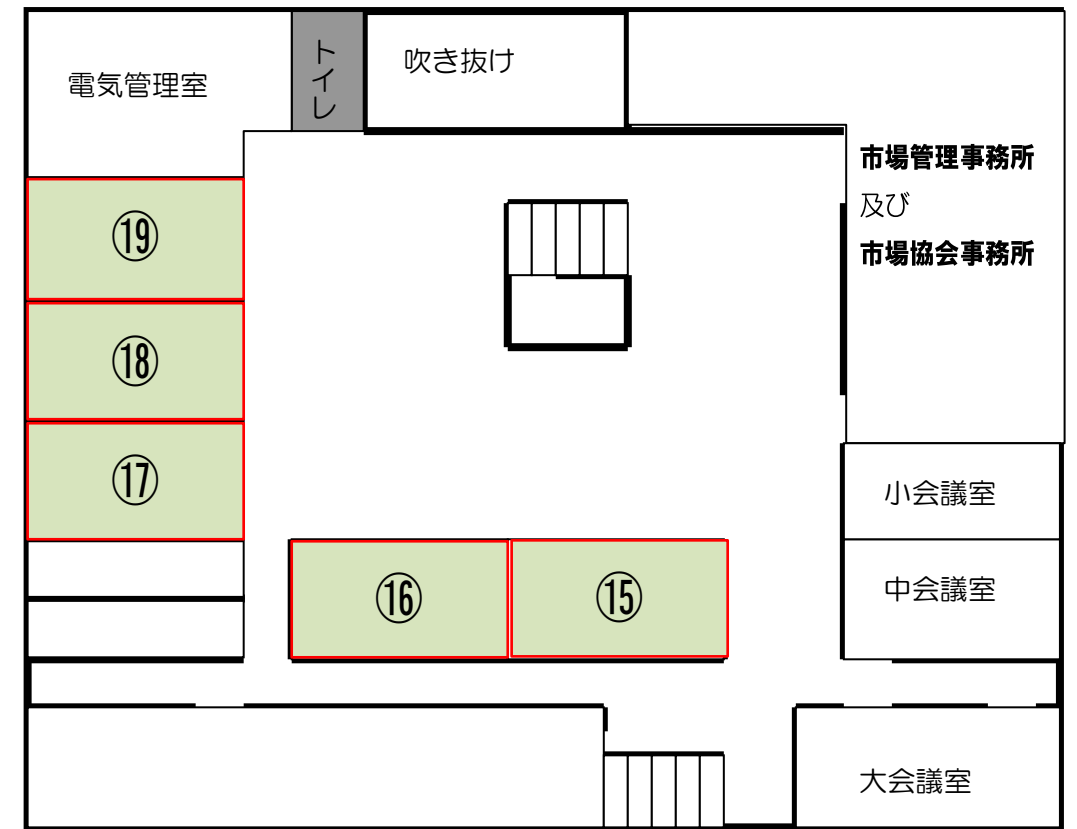 電気管理室
トイレ
吹き抜け
市場管理事務所
及び
市場協会事務所
⑲
⑱
⑰
小会議室
⑯
⑮
中会議室
大会議室